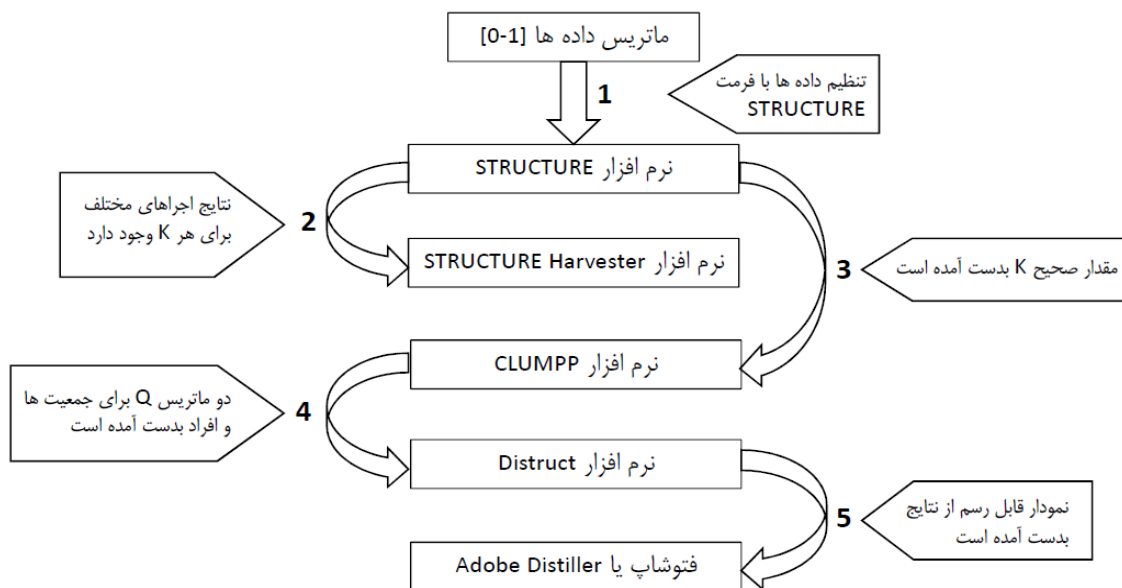 ماتریس داده ها [0-1]
1
تنظیم داده ها با فرمت
STRUCTURE
نرم افزار STRUCTURE
2
نتایج اجراهای مختلف
برای هر K وجود دارد
نرم افزار STRUCTURE Harvester
3
مقدار صحیح K بدست آمده است
نرم افزار CLUMPP
4
دو ماتریس Q برای جمعیت ها
و افراد بدست آمده است
نرم افزار Distruct
5
نمودار قابل رسم از نتایج
بدست آمده است
فتوشاپ یا Adobe Distiller